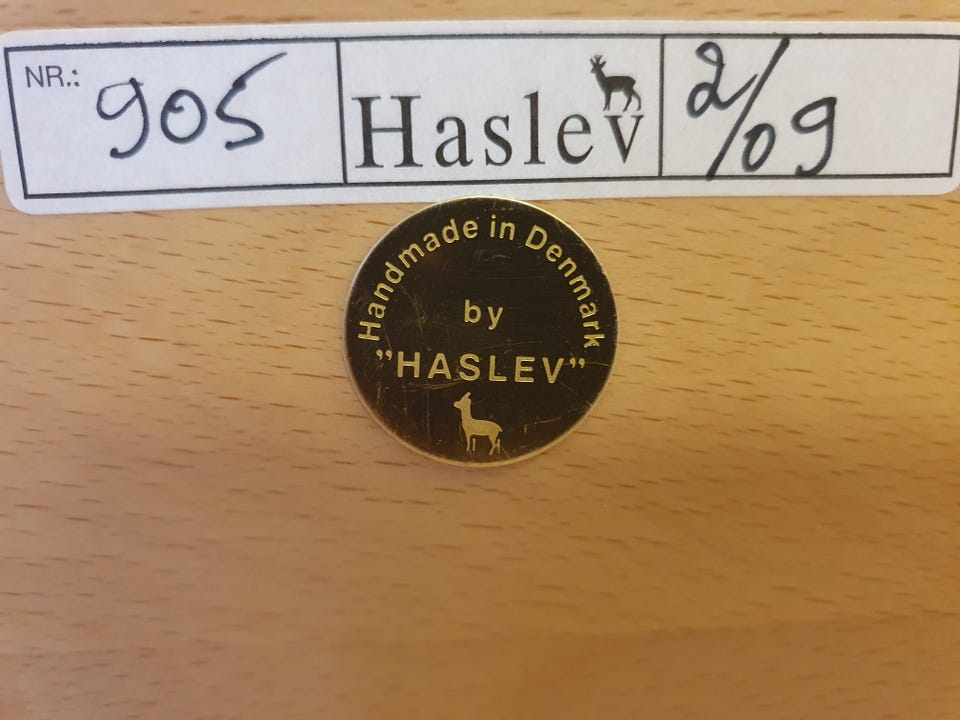 NR.: 905 Haslev 2/09
Handmade in Denmark
by
"HASLEV"